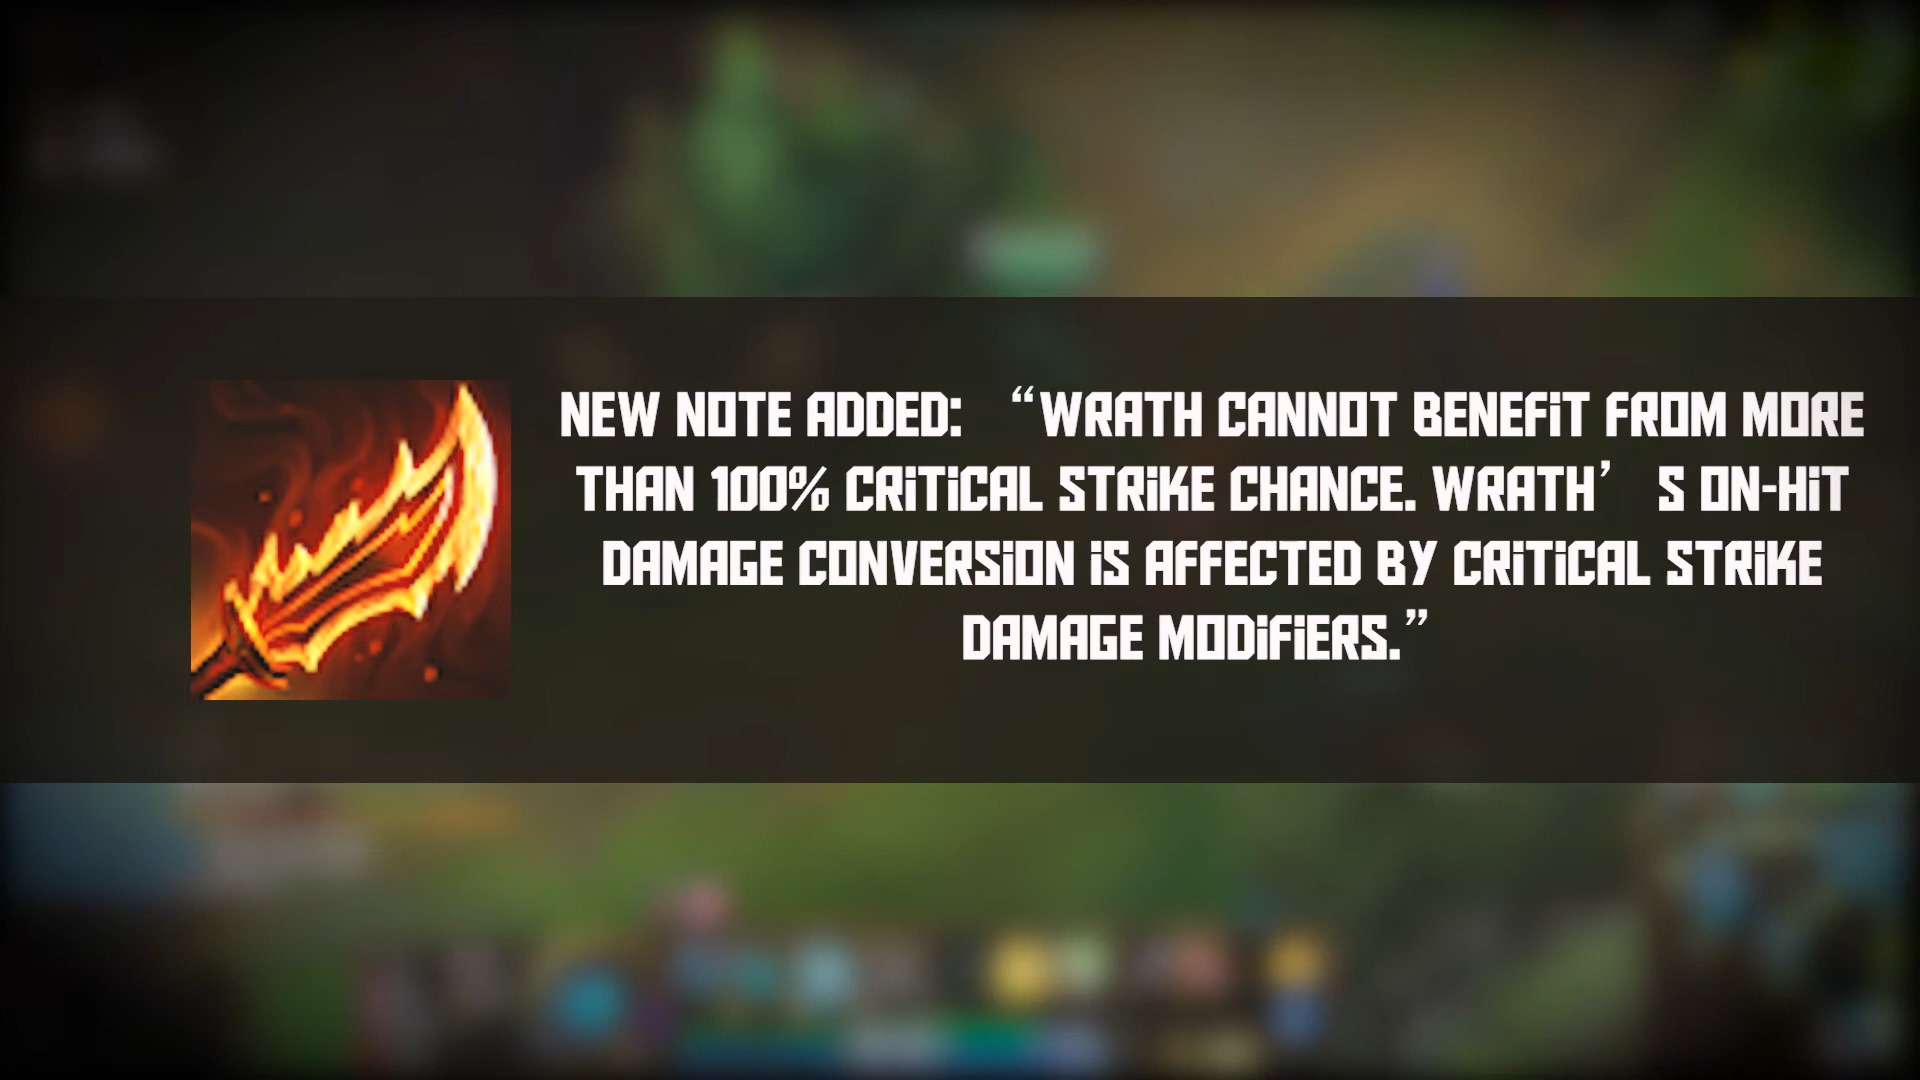 NEW NOTE ADDED: “WRATH CANNOT BENEFIT FROM MORE
THAN 100% CRITICAL STRIKE CHANCE. WRATH’ S ON-HIT
DAMAGE CONVERSION IS AFFECTED BY CRITICAL STRIKE
DAMAGE MODIFIERS.”